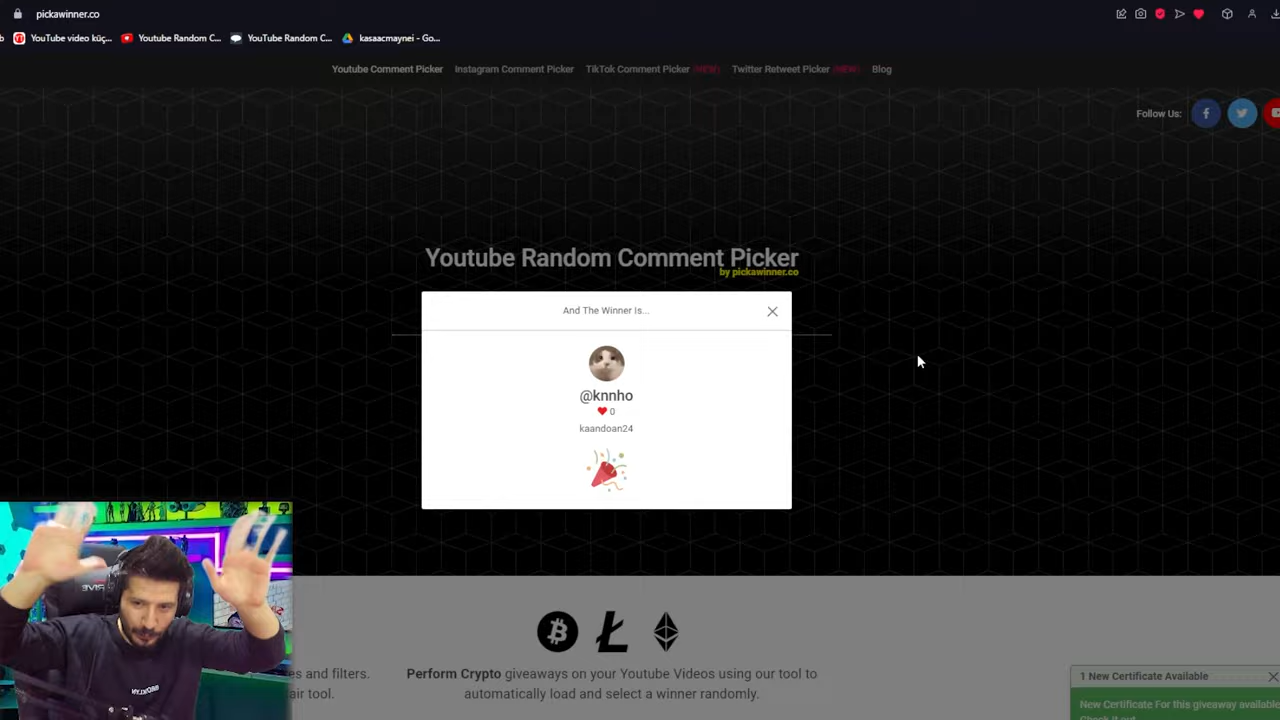 pickawinner.co
YouTube video küç...
Youtube Random C...
YouTube Random C...
kasaacmaynei - Go...
Youtube Comment Picker
Instagram Comment Picker
TikTok Comment Picker (NEW)
Twitter Retweet Picker (NEW)
Blog
Follow Us:
Youtube Random Comment Picker
by pickawinner.co
And The Winner Is...
@knnho
0
kaandoan24
es and filters.
air tool.
Perform Crypto giveaways on your Youtube Videos using our tool to
automatically load and select a winner randomly.
1 New Certificate Available
New Certificate For this giveaway available
Check it out